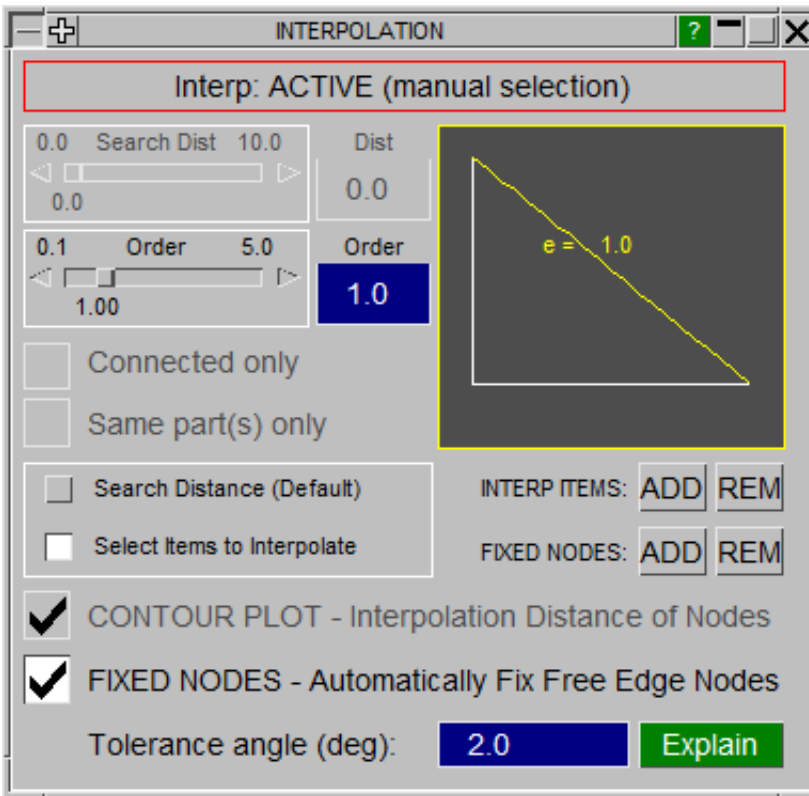 INTERPOLATION ?
Interp: ACTIVE (manual selection)
0.0 Search Dist 10.0
0.0
Dist
0.0
0.1 Order 5.0
1.00
Order
1.0
e = 1.0
Connected only
Same part(s) only
Search Distance (Default)
Select Items to Interpolate
INTERP ITEMS: ADD REM
FIXED NODES: ADD REM
CONTOUR PLOT - Interpolation Distance of Nodes
FIXED NODES - Automatically Fix Free Edge Nodes
Tolerance angle (deg): 2.0 Explain